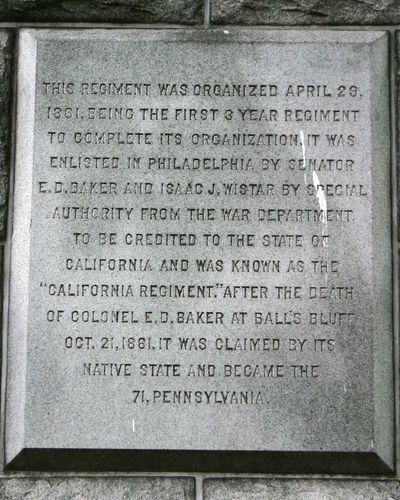 THIS REGIMENT WAS ORGANIZED APRIL 29,
1861, BEING THE FIRST 3 YEAR REGIMENT
TO COMPLETE ITS ORGANIZATION. IT WAS
ENLISTED IN PHILADELPHIA BY SENATOR
E.D. BAKER AND ISAAC J. WISTAR BY SPECIAL
AUTHORITY FROM THE WAR DEPARTMENT,
TO BE CREDITED TO THE STATE OF
CALIFORNIA AND WAS KNOWN AS THE
"CALIFORNIA REGIMENT." AFTER THE DEATH
OF COLONEL E.D. BAKER AT BALL'S BLUFF
OCT. 21, 1861, IT WAS CLAIMED BY ITS
NATIVE STATE AND BECAME THE
71, PENNSYLVANIA.